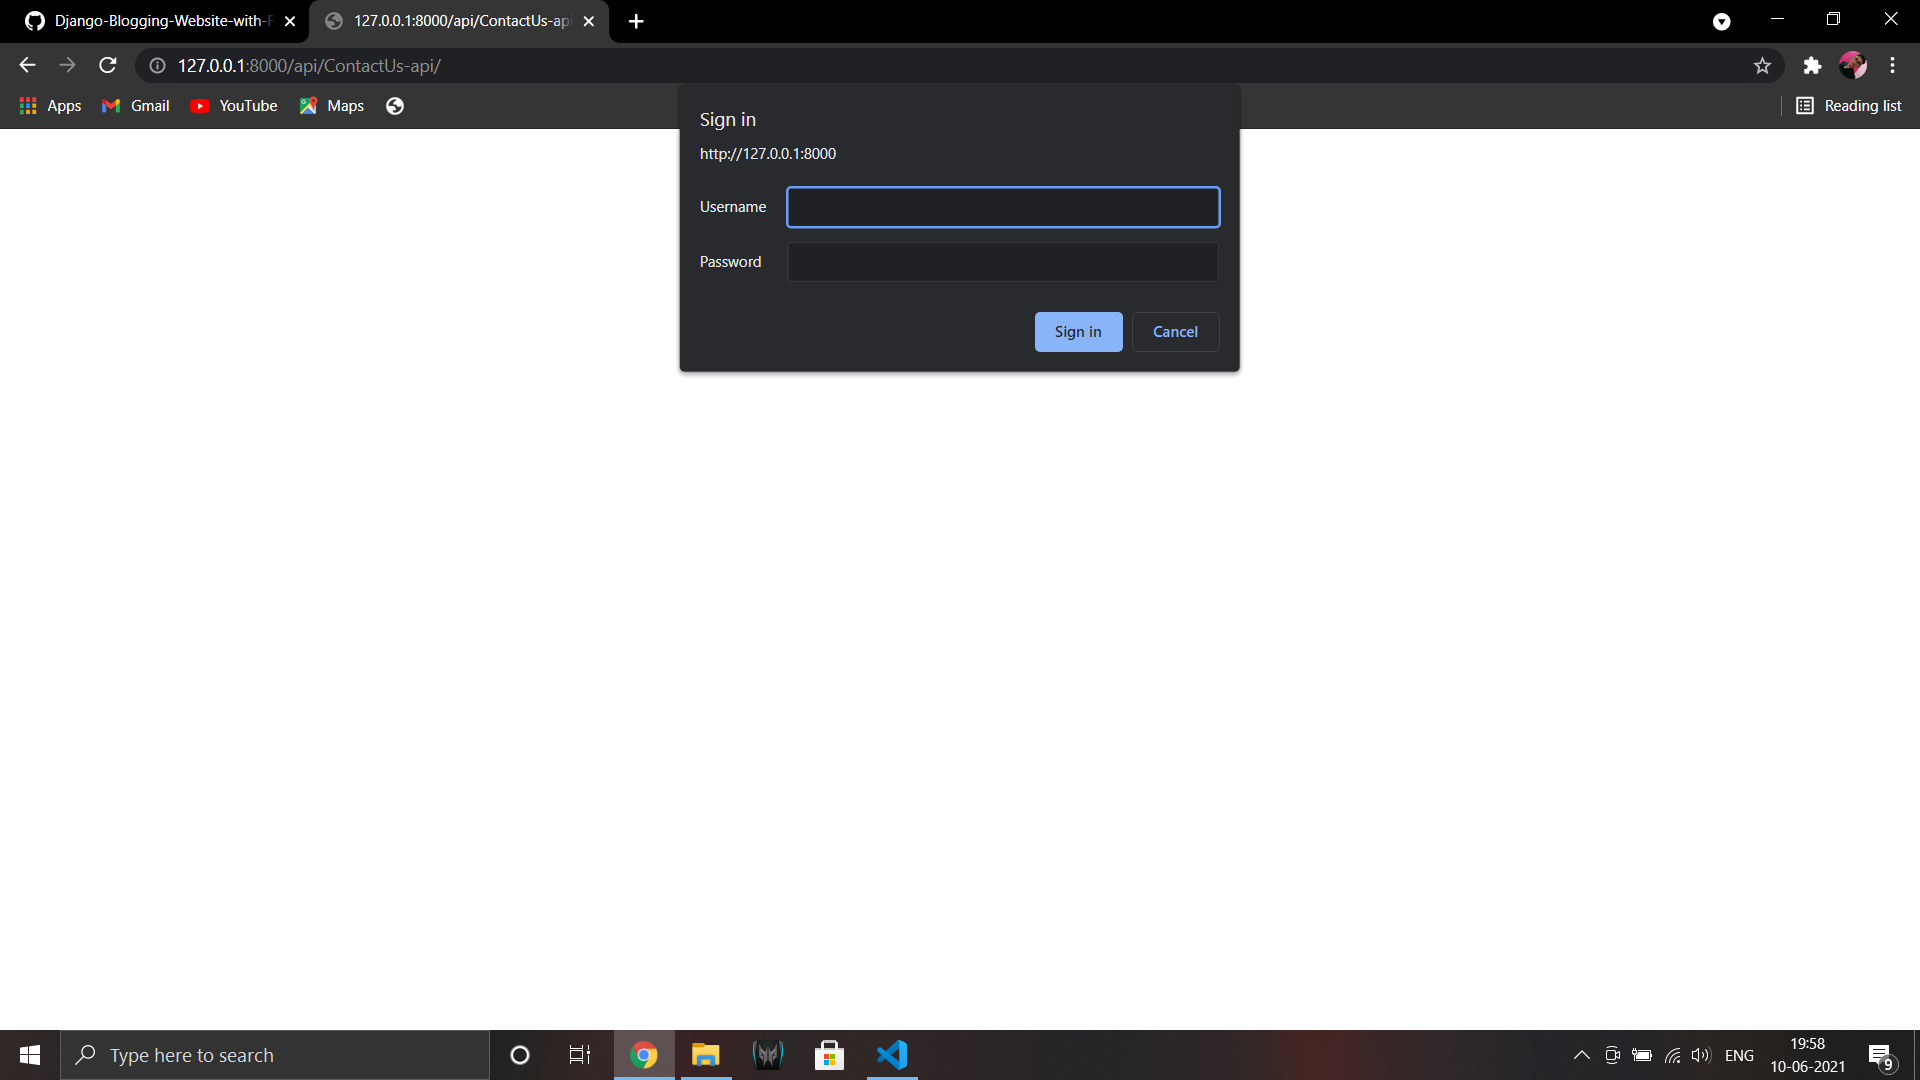 Django-Blogging-Website-with-R
127.0.0.1:8000/api/ContactUs-api
127.0.0.1:8000/api/ContactUs-api/
Apps
Gmail
YouTube
Maps
Reading list
Sign in
http://127.0.0.1:8000
Username
Password
Sign in
Cancel
Type here to search
ENG
19:58
10-06-2021
9